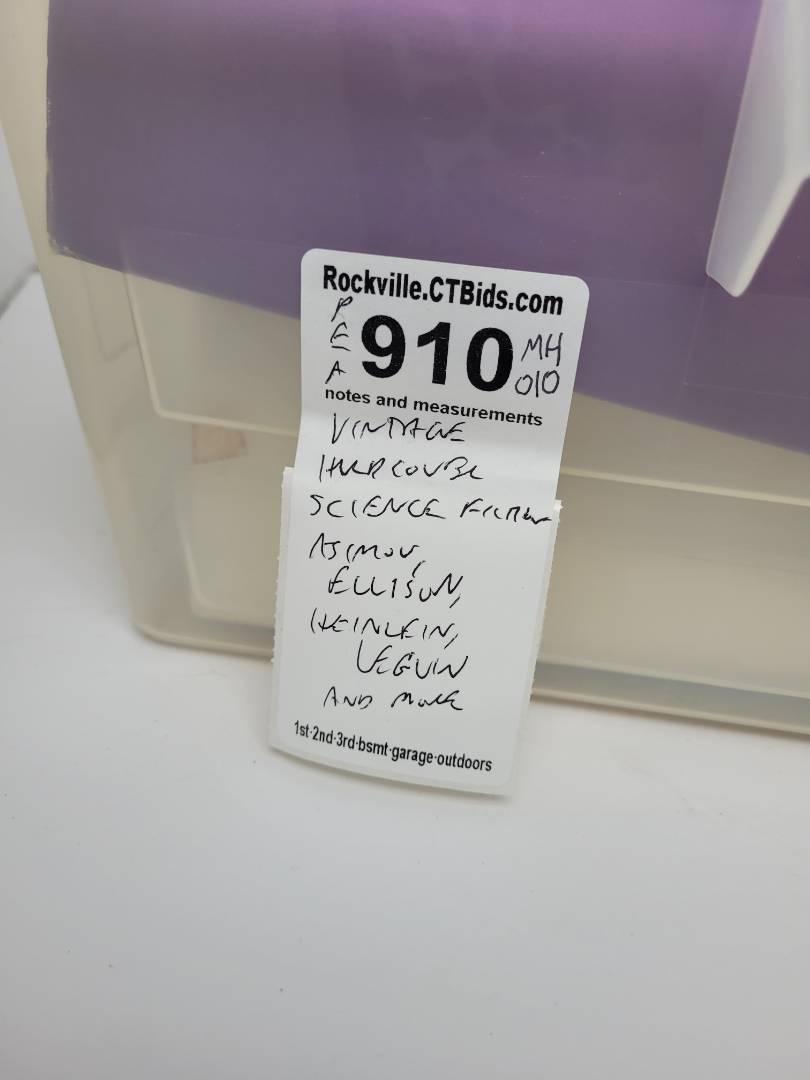 Rockville.CTBids.com
PEA 910 MH 010
notes and measurements
VINTAGE
HARDCOVER
SCIENCE FICTION
ASIMOV,
ELLISON,
HEINLEIN,
LEGUIN
AND MORE
1st·2nd·3rd·bsmt·garage·outdoors